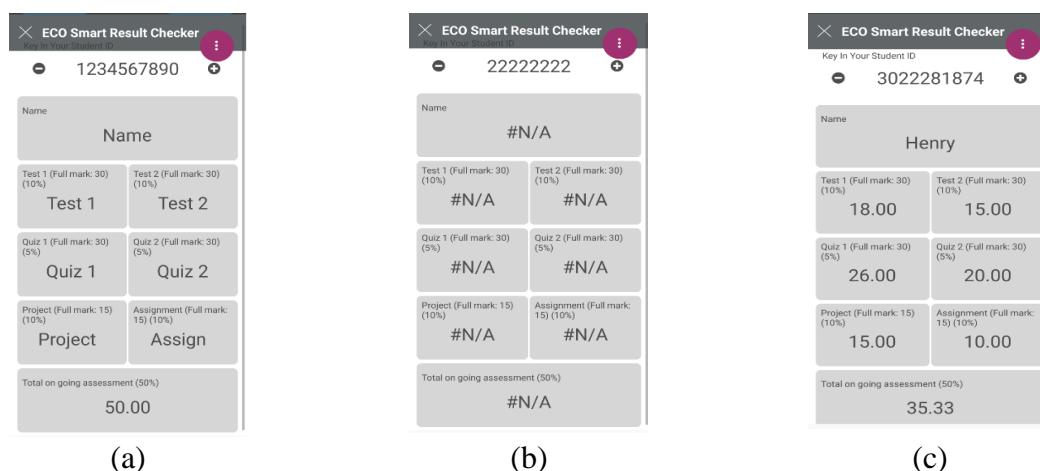 ECO Smart Result Checker
Key In Your Student ID
1234567890
Name
Name
Test 1 (Full mark: 30)
(10%)
Test 1
Test 2 (Full mark: 30)
(10%)
Test 2
Quiz 1 (Full mark: 30)
(5%)
Quiz 1
Quiz 2 (Full mark: 30)
(5%)
Quiz 2
Project (Full mark: 15)
(10%)
Project
Assignment (Full mark:
15) (10%)
Assign
Total on going assessment (50%)
50.00
(a)
ECO Smart Result Checker
Key In Your Student ID
22222222
Name
#N/A
Test 1 (Full mark: 30)
(10%)
#N/A
Test 2 (Full mark: 30)
(10%)
#N/A
Quiz 1 (Full mark: 30)
(5%)
#N/A
Quiz 2 (Full mark: 30)
(5%)
#N/A
Project (Full mark: 15)
(10%)
#N/A
Assignment (Full mark:
15) (10%)
#N/A
Total on going assessment (50%)
#N/A
(b)
ECO Smart Result Checker
Key In Your Student ID
3022281874
Name
Henry
Test 1 (Full mark: 30)
(10%)
18.00
Test 2 (Full mark: 30)
(10%)
15.00
Quiz 1 (Full mark: 30)
(5%)
26.00
Quiz 2 (Full mark: 30)
(5%)
20.00
Project (Full mark: 15)
(10%)
15.00
Assignment (Full mark:
15) (10%)
10.00
Total on going assessment (50%)
35.33
(c)